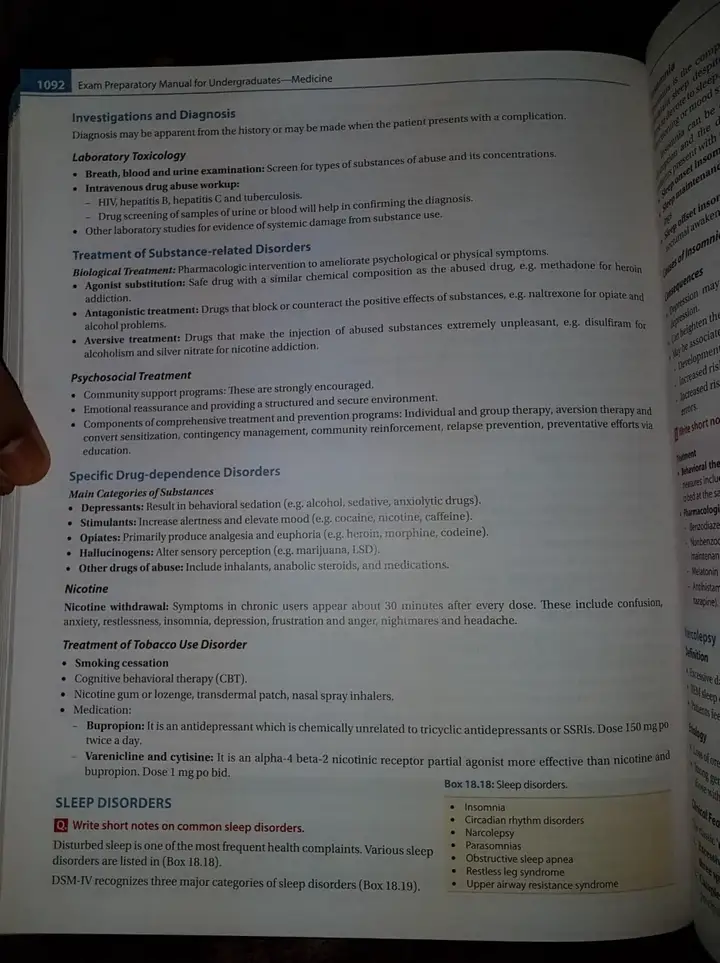 1092 Exam Preparatory Manual for Undergraduates—Medicine
Investigations and Diagnosis
Diagnosis may be apparent from the history or may be made when the patient presents with a complication.
Laboratory Toxicology
• Breath, blood and urine examination: Screen for types of substances of abuse and its concentrations.
• Intravenous drug abuse workup:
– HIV, hepatitis B, hepatitis C and tuberculosis.
– Drug screening of samples of urine or blood will help in confirming the diagnosis.
• Other laboratory studies for evidence of systemic damage from substance use.
Treatment of Substance-related Disorders
Biological Treatment: Pharmacologic intervention to ameliorate psychological or physical symptoms.
• Agonist substitution: Safe drug with a similar chemical composition as the abused drug, e.g. methadone for heroin
addiction.
• Antagonistic treatment: Drugs that block or counteract the positive effects of substances, e.g. naltrexone for opiate and
alcohol problems.
• Aversive treatment: Drugs that make the injection of abused substances extremely unpleasant, e.g. disulfiram for
alcoholism and silver nitrate for nicotine addiction.
Psychosocial Treatment
• Community support programs: These are strongly encouraged.
• Emotional reassurance and providing a structured and secure environment.
• Components of comprehensive treatment and prevention programs: Individual and group therapy, aversion therapy and
convert sensitization, contingency management, community reinforcement, relapse prevention, preventative efforts via
education.
Specific Drug-dependence Disorders
Main Categories of Substances
• Depressants: Result in behavioral sedation (e.g. alcohol, sedative, anxiolytic drugs).
• Stimulants: Increase alertness and elevate mood (e.g. cocaine, nicotine, caffeine).
• Opiates: Primarily produce analgesia and euphoria (e.g. heroin, morphine, codeine).
• Hallucinogens: Alter sensory perception (e.g. marijuana, LSD).
• Other drugs of abuse: Include inhalants, anabolic steroids, and medications.
Nicotine
Nicotine withdrawal: Symptoms in chronic users appear about 30 minutes after every dose. These include confusion,
anxiety, restlessness, insomnia, depression, frustration and anger, nightmares and headache.
Treatment of Tobacco Use Disorder
• Smoking cessation
• Cognitive behavioral therapy (CBT).
• Nicotine gum or lozenge, transdermal patch, nasal spray inhalers.
• Medication:
– Bupropion: It is an antidepressant which is chemically unrelated to tricyclic antidepressants or SSRIs. Dose 150 mg po
twice a day.
– Varenicline and cytisine: It is an alpha-4 beta-2 nicotinic receptor partial agonist more effective than nicotine and
bupropion. Dose 1 mg po bid.
SLEEP DISORDERS
Q. Write short notes on common sleep disorders.
Disturbed sleep is one of the most frequent health complaints. Various sleep
disorders are listed in (Box 18.18).
DSM-IV recognizes three major categories of sleep disorders (Box 18.19).
Box 18.18: Sleep disorders.
• Insomnia
• Circadian rhythm disorders
• Narcolepsy
• Parasomnias
• Obstructive sleep apnea
• Restless leg syndrome
• Upper airway resistance syndrome